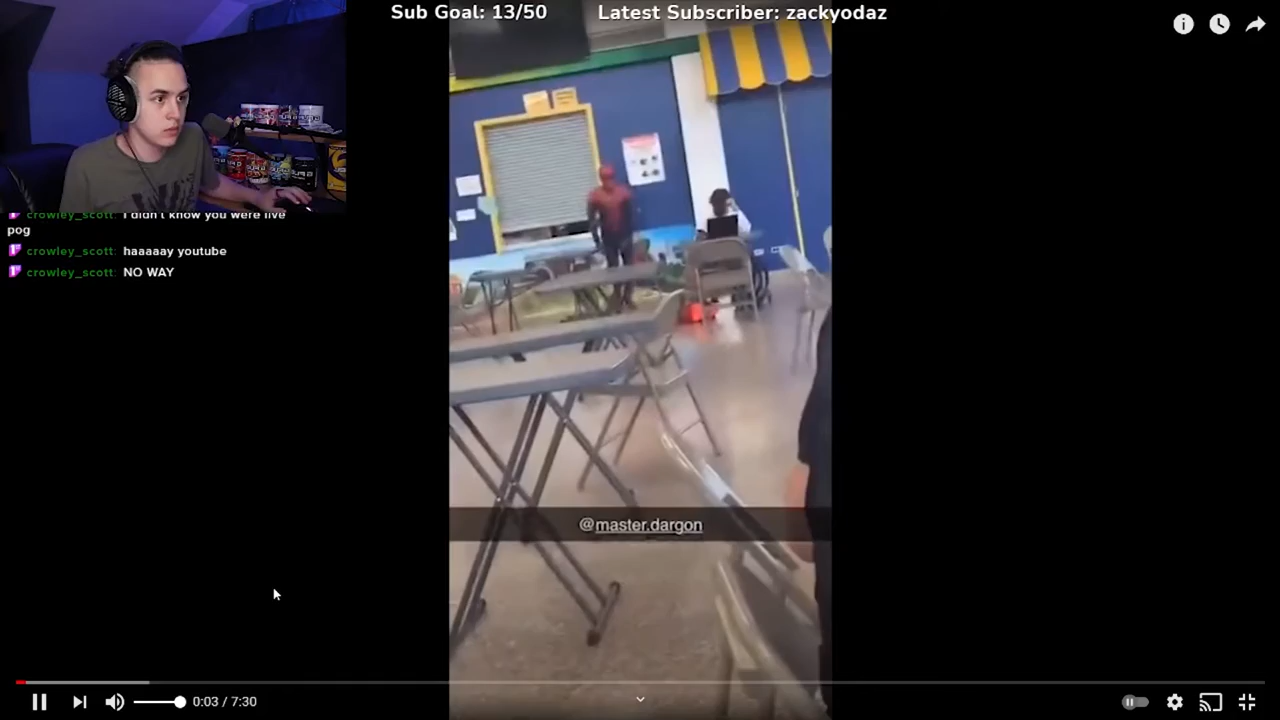 Sub Goal: 13/50
Latest Subscriber: zackyodaz
crowley_scott: I didn't know you were live
pog
crowley_scott: haaaaay youtube
crowley_scott: NO WAY
@master.dargon
0:03 / 7:30